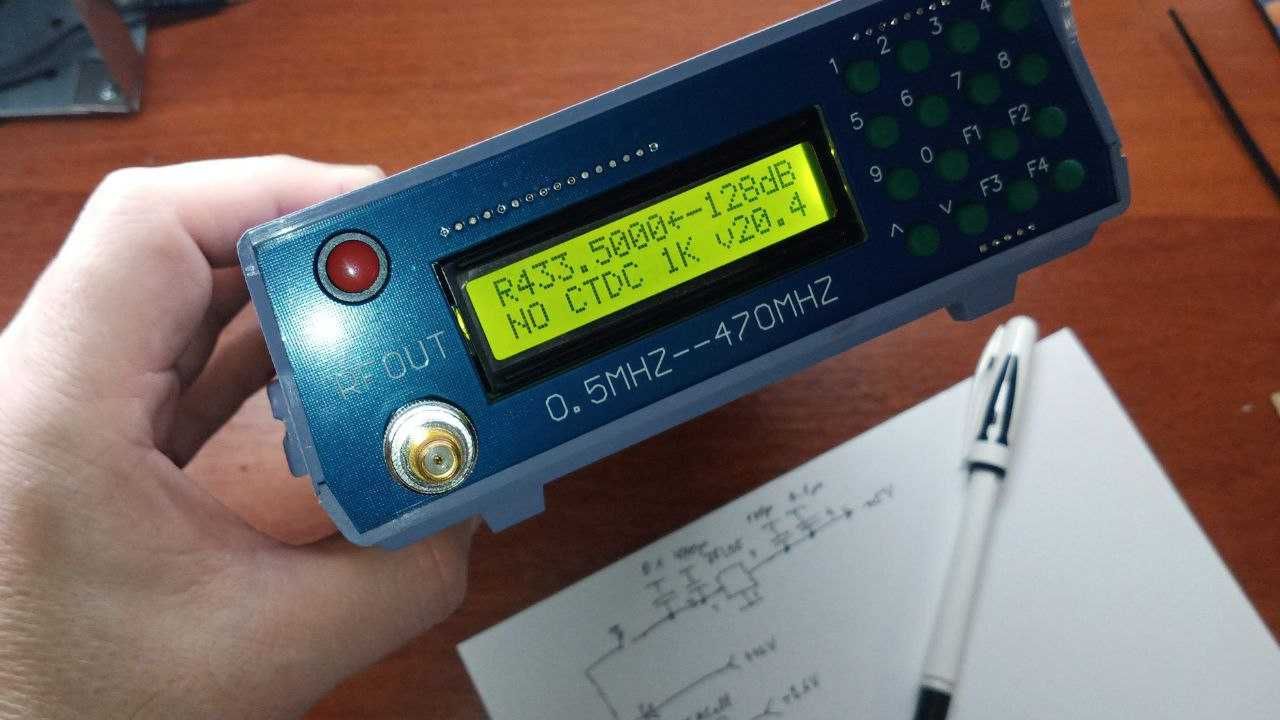 R433.5000←-128dB
NO CTDC 1K v20.4
RF OUT
0.5MHZ--470MHZ
1 2 3 4
5 6 7 8
9 0 F1 F2
^ v F3 F4